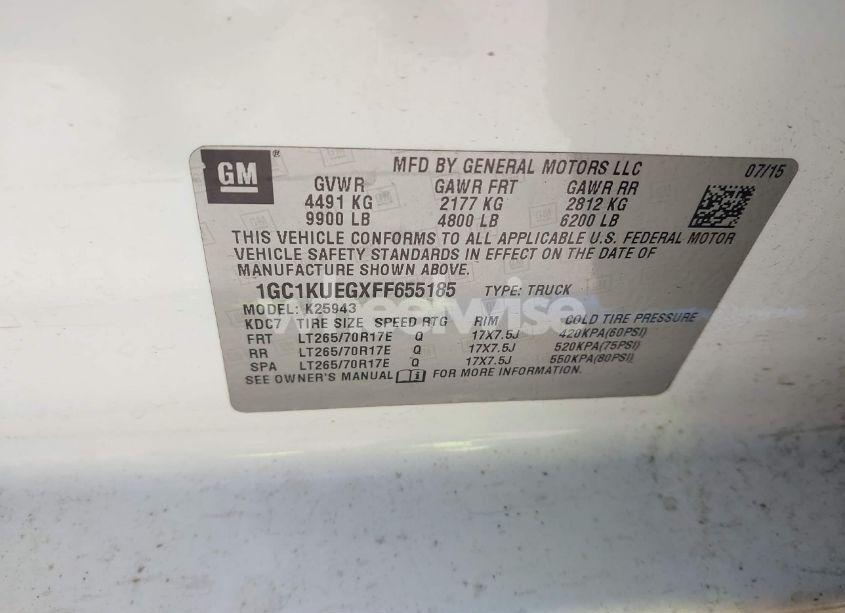 GM
MFD BY GENERAL MOTORS LLC 07/15
GVWR GAWR FRT GAWR RR
4491 KG 2177 KG 2812 KG
9900 LB 4800 LB 6200 LB
THIS VEHICLE CONFORMS TO ALL APPLICABLE U.S. FEDERAL MOTOR
VEHICLE SAFETY STANDARDS IN EFFECT ON THE DATE OF
MANUFACTURE SHOWN ABOVE.
1GC1KUEGXFF655185 TYPE: TRUCK
MODEL: K25943
KDC7 TIRE SIZE SPEED RTG RIM COLD TIRE PRESSURE
FRT LT265/70R17E Q 17X7.5J 420KPA(60PSI)
RR LT265/70R17E Q 17X7.5J 520KPA(75PSI)
SPA LT265/70R17E Q 17X7.5J 550KPA(80PSI)
SEE OWNER'S MANUAL FOR MORE INFORMATION.
wheelwise